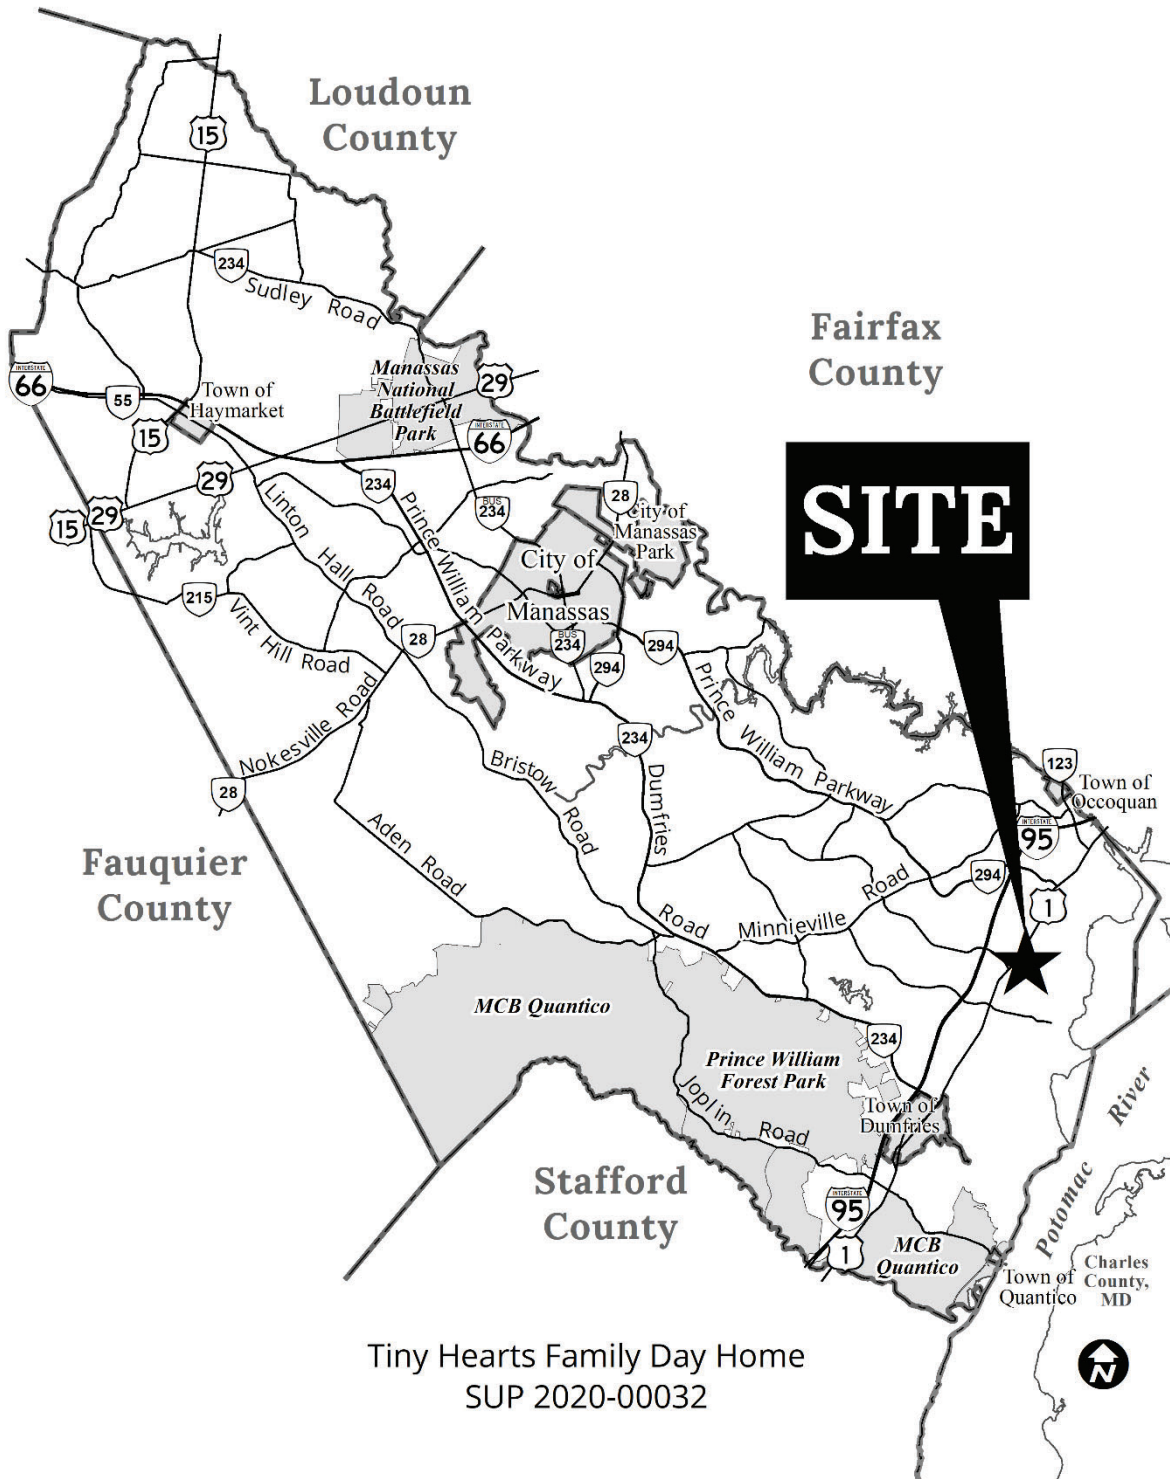 Loudoun
County
15
234
Sudley Road
Fairfax
County
Manassas
National
Battlefield
Park
29
INTERSTATE
66
55
Town of
Haymarket
15
INTERSTATE
66
29
29
15
234
BUS
234
28
City of
Manassas
Park
SITE
Linton Hall Road
Prince William Parkway
City of
Manassas
215
Vint Hill Road
28
BUS
234
294
294
Nokesville Road
28
234
Prince William Parkway
Bristow Road
Dumfries Road
123
Town of
Occoquan
INTERSTATE
95
Aden Road
Fauquier
County
294
Minnieville Road
1
MCB Quantico
Prince William
Forest Park
234
Joplin Road
Town of
Dumfries
Stafford
County
INTERSTATE
95
1
MCB
Quantico
Potomac River
Town of
Quantico
Charles
County,
MD
N
Tiny Hearts Family Day Home
SUP 2020-00032